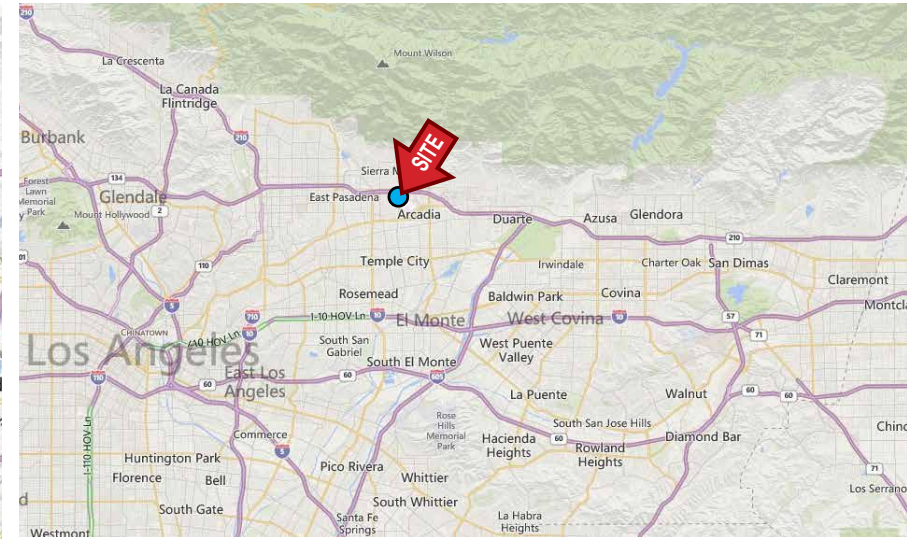 210
Mount Wilson
La Crescenta
La Canada
Flintridge
Burbank
210
SITE
Sierra M
134
Forest
Lawn
Memorial
Park
Glendale
East Pasadena
2
Mount Hollywood
Arcadia
Duarte
Azusa
Glendora
210
110
Temple City
Irwindale
Charter Oak
San Dimas
Claremont
Rosemead
Baldwin Park
Covina
5
710
I-10 HOV Ln
10
El Monte
West Covina
10
57
Montcl
CHINATOWN
10 HOV Ln
10
71
Los Angeles
South San
Gabriel
West Puente
Valley
East Los
Angeles
South El Monte
110
60
60
605
La Puente
Walnut
60
60
I-110 HOV Ln
Commerce
Rose
Hills
Memorial
Park
South San Jose Hills
Hacienda
Heights
60
Rowland
Heights
Diamond Bar
Chino
5
Huntington Park
Florence
Bell
Pico Rivera
Whittier
71
Los Serrano
South Gate
South Whittier
Santa Fe
Springs
La Habra
Heights
Westmont